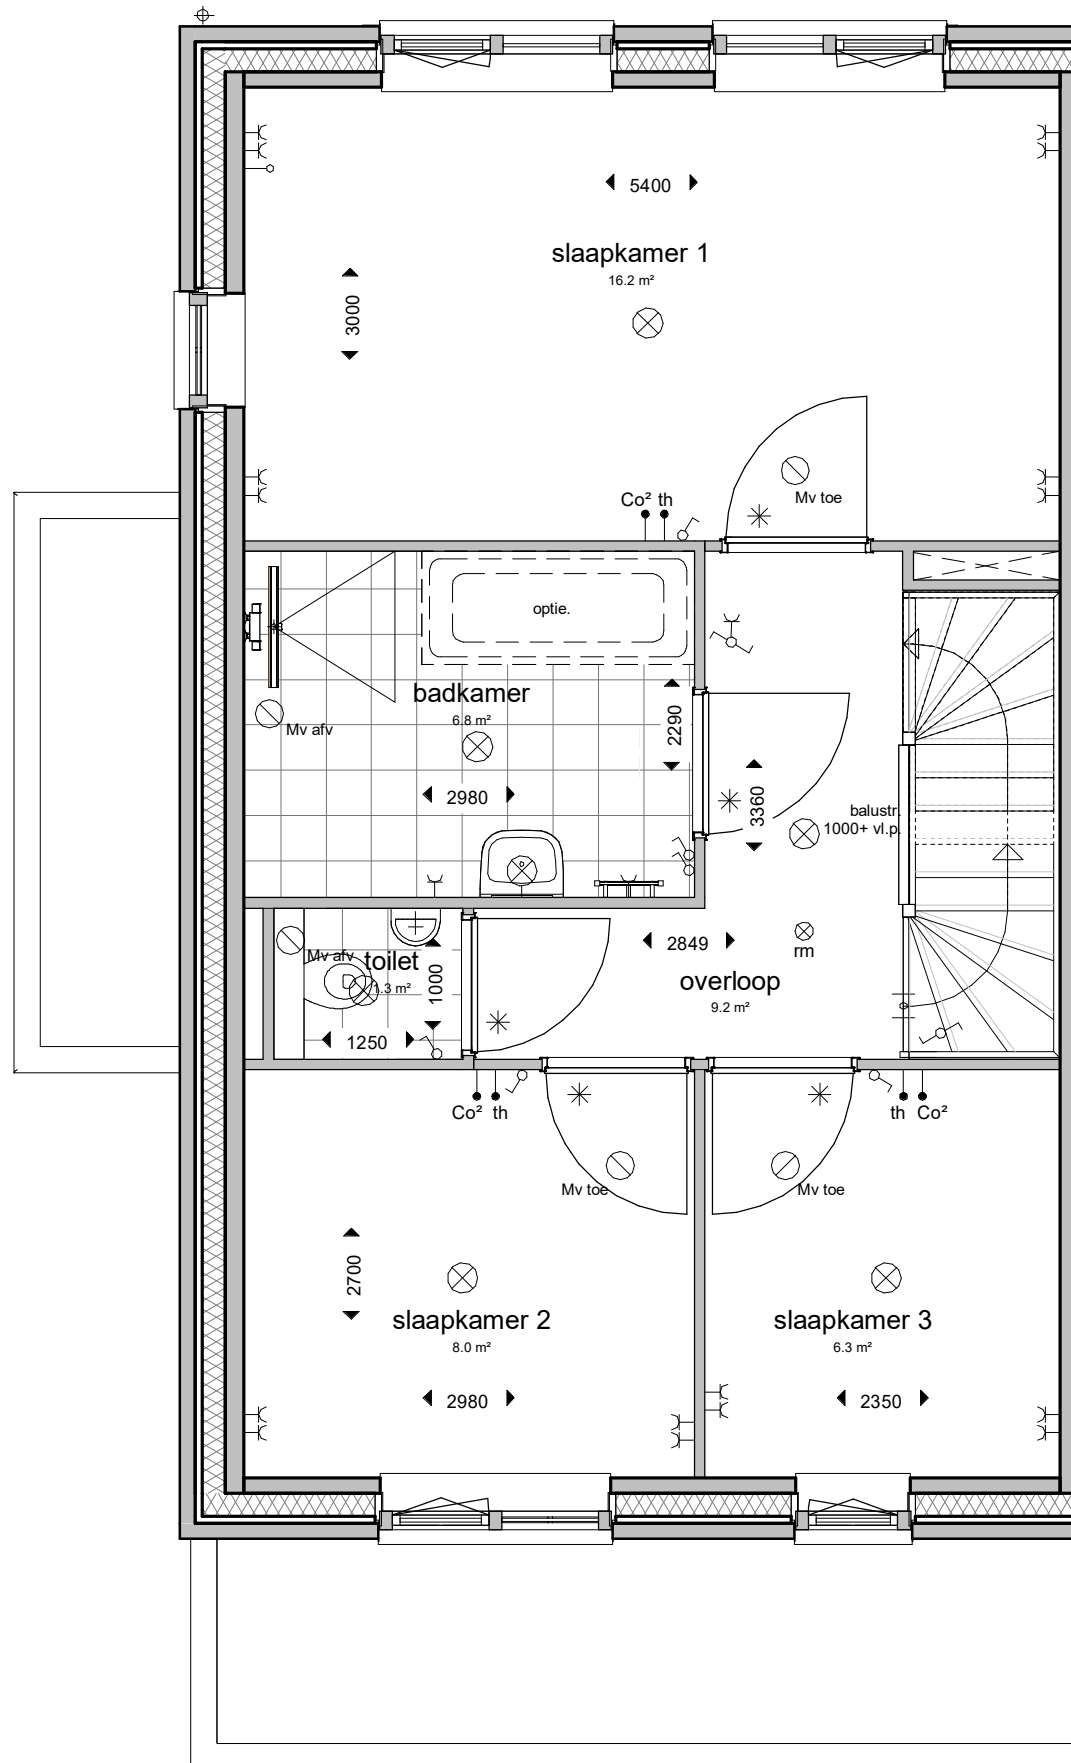 5400
slaapkamer 1
16.2 m²
3000
Mv toe
Co² th
optie.
badkamer
6.8 m²
2290
Mv afv
2980
3360
balustr.
1000+ vl.p.
Mv afv
toilet
1.3 m²
1000
1250
2849
rm
overloop
9.2 m²
Co² th
th Co²
Mv toe
Mv toe
2700
slaapkamer 2
8.0 m²
2980
slaapkamer 3
6.3 m²
2350